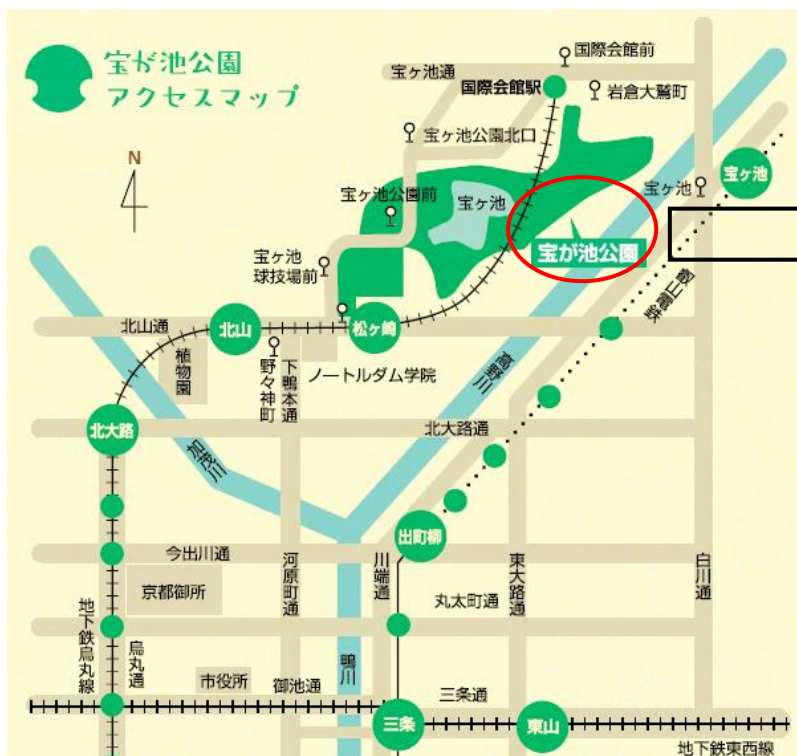 宝が池公園
アクセスマップ
国際会館前
宝ヶ池通
国際会館駅
岩倉大鷲町
N
宝ヶ池公園北口
宝ヶ池
宝ヶ池
宝ヶ池公園前
宝ヶ池
宝が池公園
宝ヶ池
球技場前
叡山電鉄
北山通
北山
松ヶ崎
植物園
野々神町
下鴨本通
ノートルダム学院
高野川
北大路
北大路通
加茂川
出町柳
今出川通
河原町通
川端通
東大路通
白川通
京都御所
丸太町通
地下鉄烏丸線
烏丸通
鴨川
市役所
御池通
三条通
三条
東山
地下鉄東西線